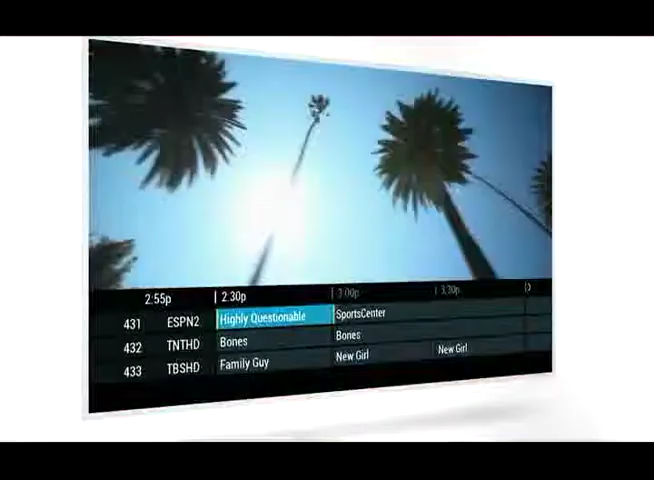 2:55p 2:30p 3:00p 3:30p
431 ESPN2 Highly Questionable SportsCenter
432 TNTHD Bones Bones
433 TBSHD Family Guy New Girl New Girl